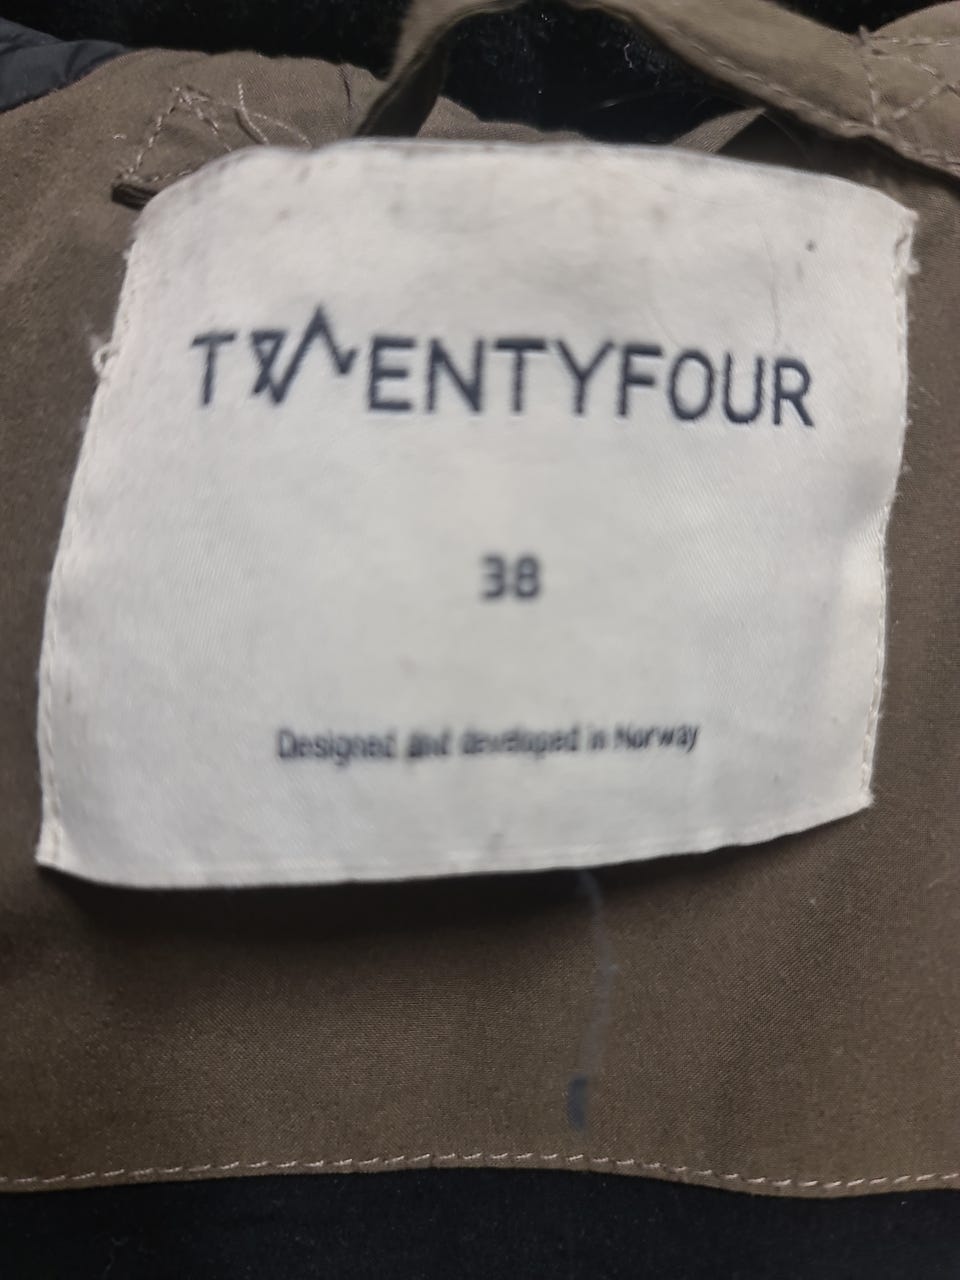 TWENTYFOUR
38
Designed and developed in Norway